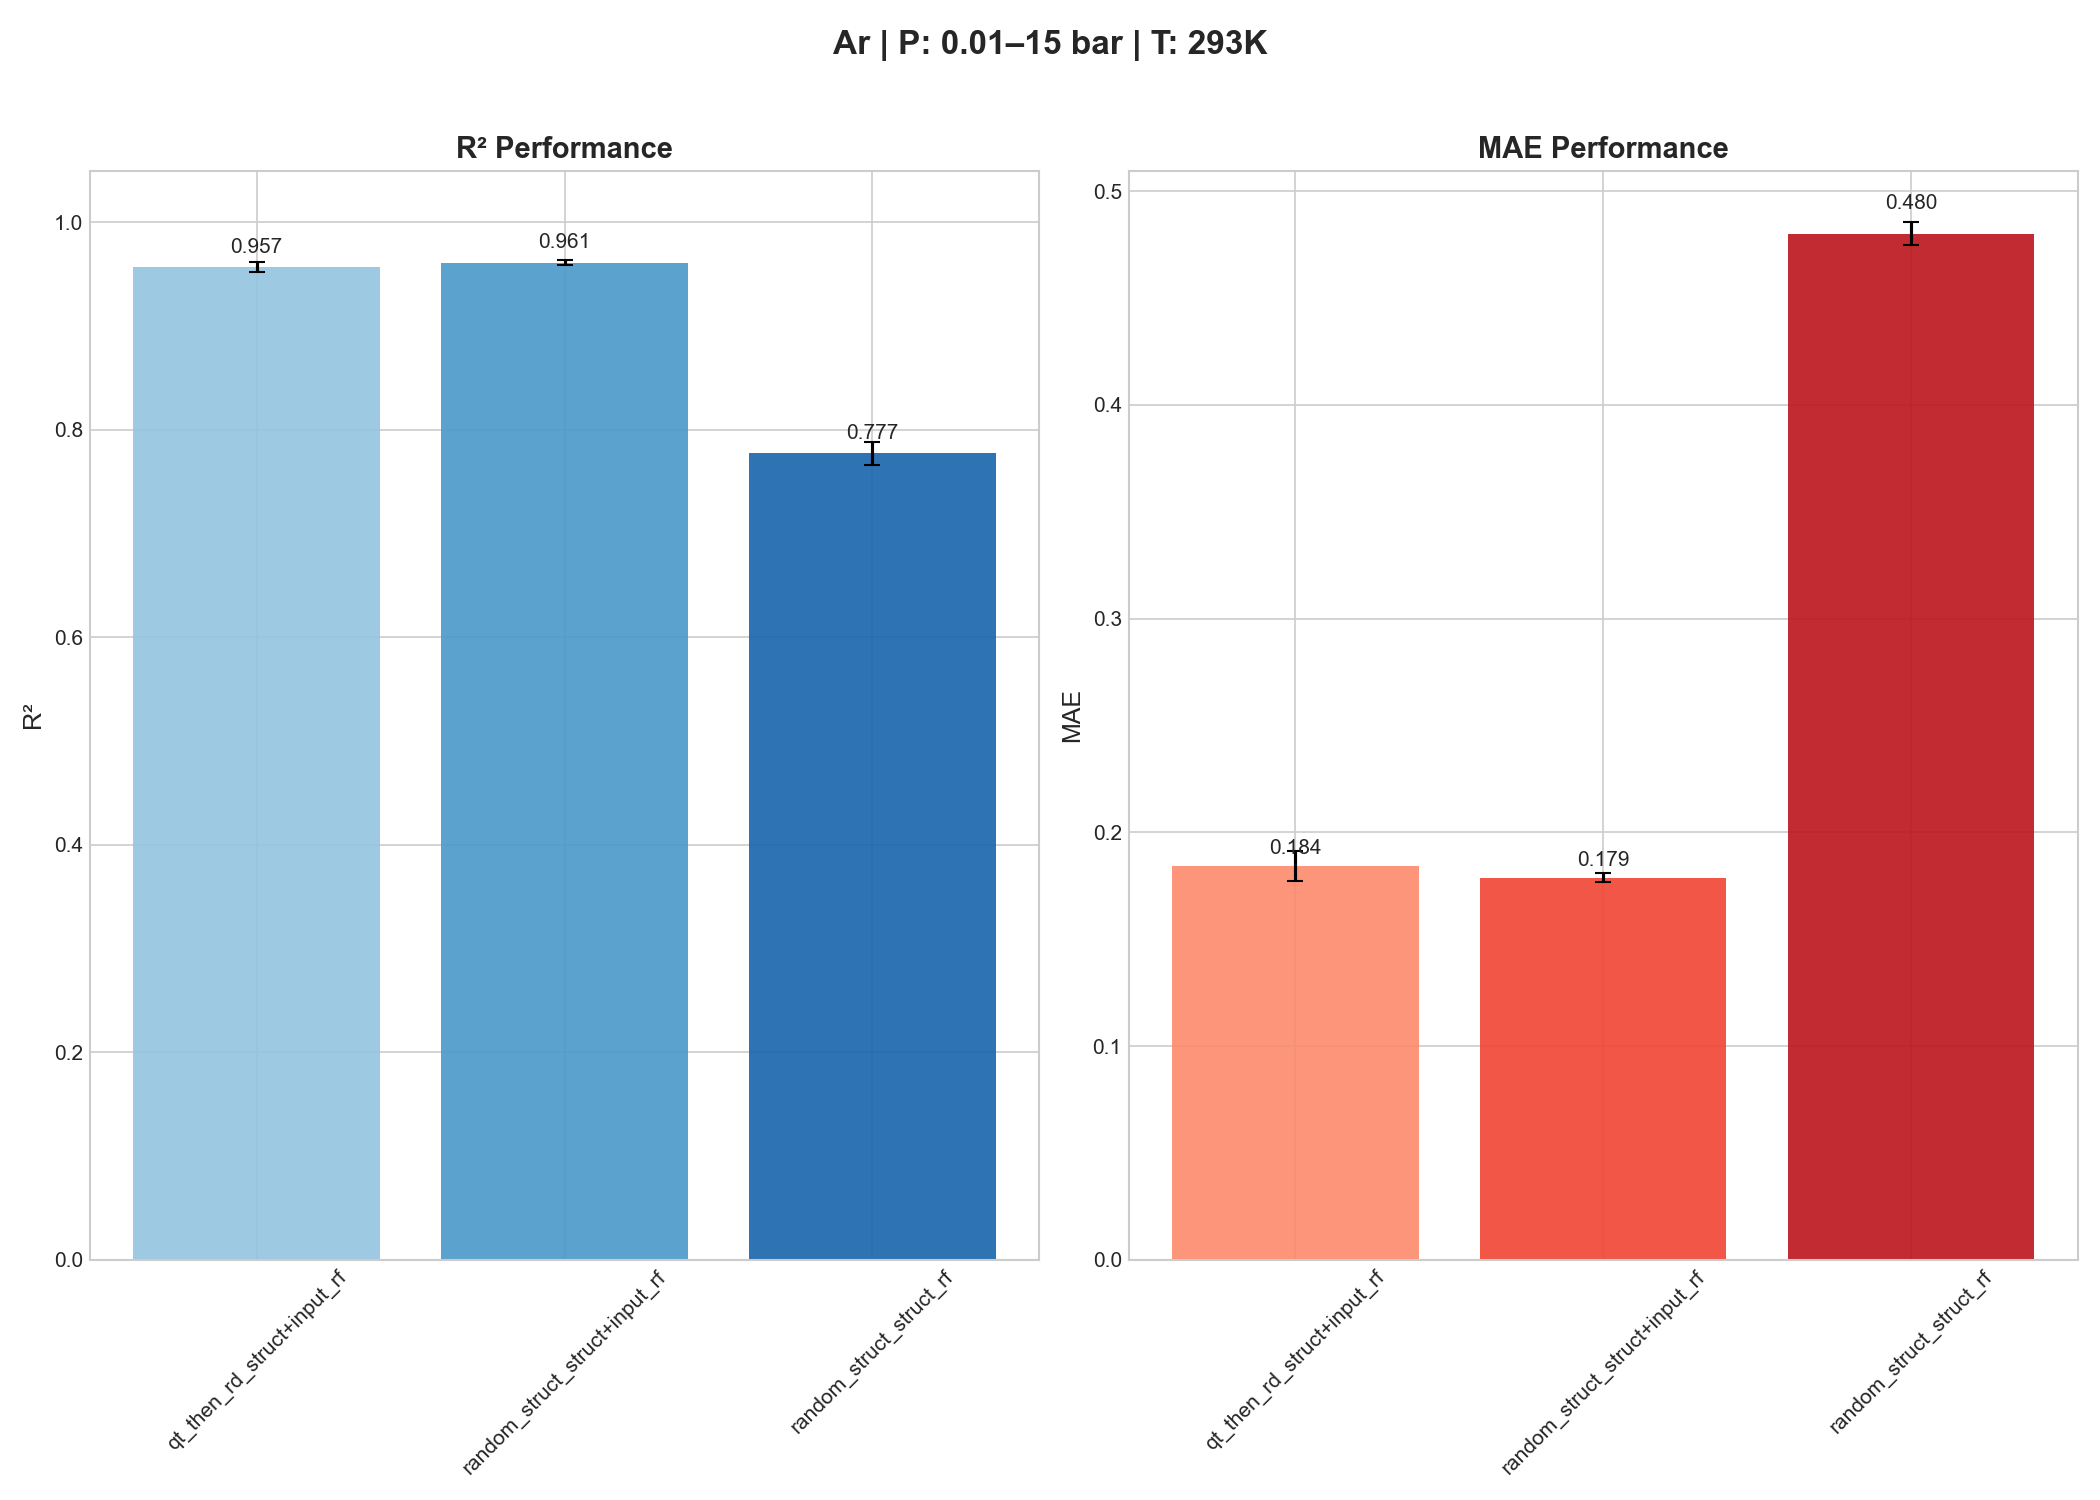 Ar | P: 0.01–15 bar | T: 293K
R² Performance
R²
1.0
0.8
0.6
0.4
0.2
0.0
0.957
0.961
0.777
qt_then_rd_struct+input_rf
random_struct_struct+input_rf
random_struct_struct_rf
MAE Performance
MAE
0.5
0.4
0.3
0.2
0.1
0.0
0.184
0.179
0.480
qt_then_rd_struct+input_rf
random_struct_struct+input_rf
random_struct_struct_rf